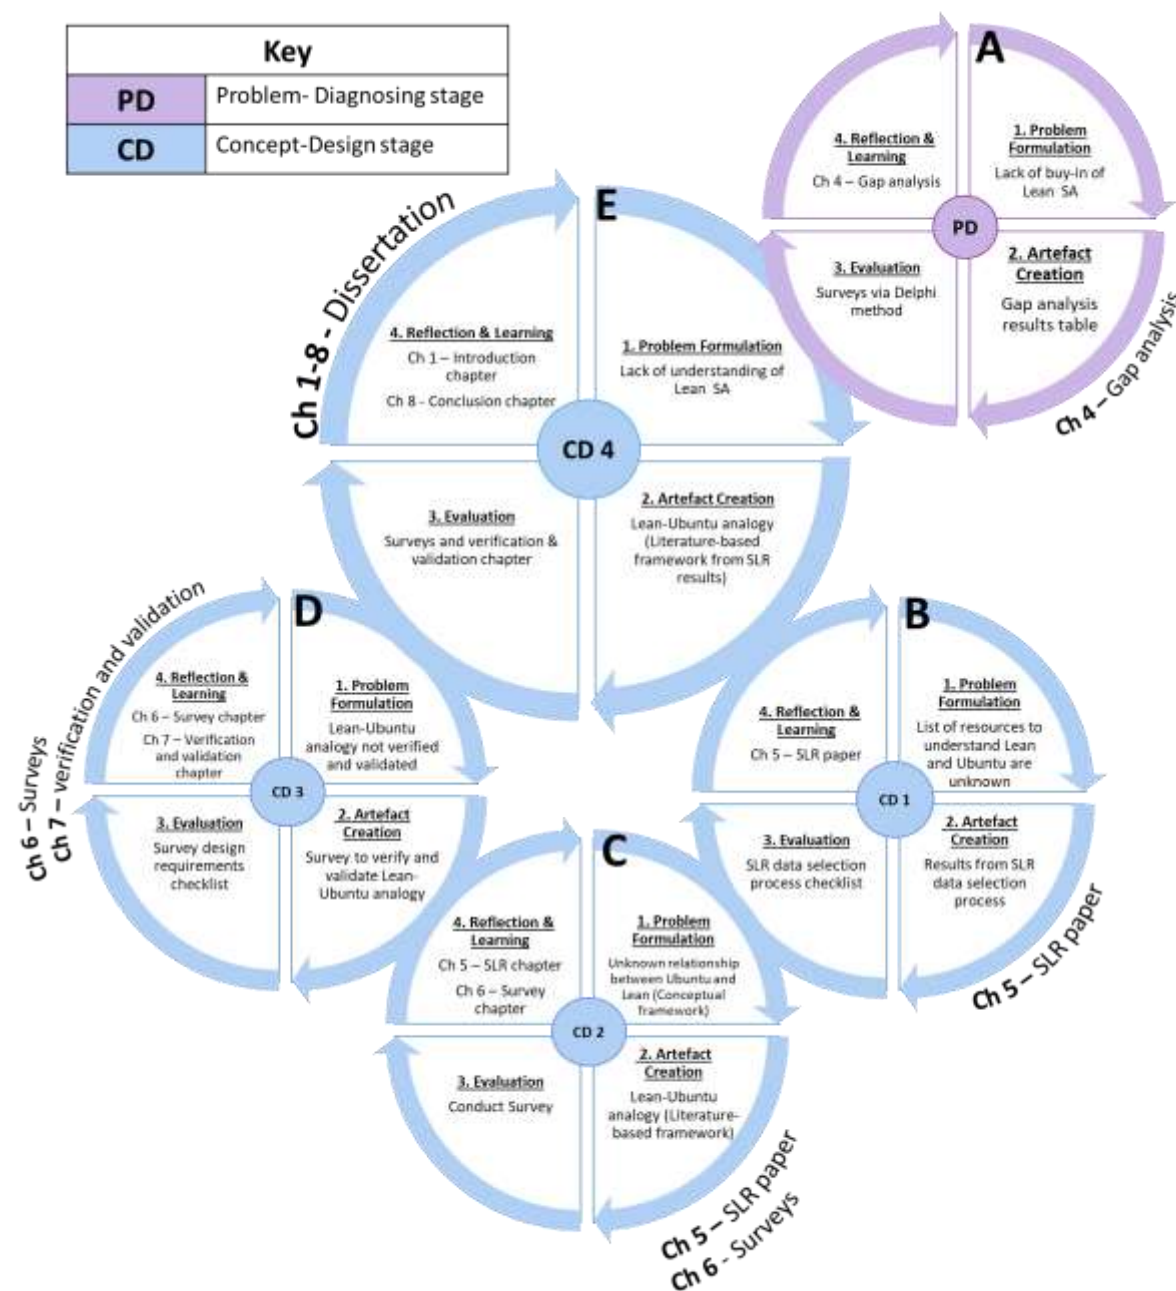 Key
PD
Problem- Diagnosing stage
CD
Concept-Design stage
A
4. Reflection &
Learning
Ch 4 – Gap analysis
1. Problem
Formulation
Lack of buy-in of
Lean SA
PD
3. Evaluation
Surveys via Delphi
method
2. Artefact
Creation
Gap analysis
results table
Ch 4 – Gap analysis
E
Ch 1-8 - Dissertation
4. Reflection & Learning
Ch 1 – Introduction
chapter
Ch 8 - Conclusion chapter
1. Problem Formulation
Lack of understanding of
Lean SA
CD 4
3. Evaluation
Surveys and verification &
validation chapter
2. Artefact Creation
Lean-Ubuntu analogy
(Literature-based
framework from SLR
results)
D
Ch 6 – Surveys
Ch 7 – verification and validation
4. Reflection &
Learning
Ch 6 – Survey chapter
Ch 7 – Verification
and validation
chapter
1. Problem
Formulation
Lean-Ubuntu
analogy not verified
and validated
CD 3
3. Evaluation
Survey design
requirements
checklist
2. Artefact
Creation
Survey to verify and
validate Lean-
Ubuntu analogy
B
4. Reflection &
Learning
Ch 5 – SLR paper
1. Problem
Formulation
List of resources to
understand Lean
and Ubuntu are
unknown
CD 1
3. Evaluation
SLR data selection
process checklist
2. Artefact
Creation
Results from SLR
data selection
process
Ch 5 – SLR paper
C
4. Reflection &
Learning
Ch 5 – SLR chapter
Ch 6 – Survey
chapter
1. Problem
Formulation
Unknown relationship
between Ubuntu and
Lean (Conceptual
framework)
CD 2
3. Evaluation
Conduct Survey
2. Artefact
Creation
Lean-Ubuntu
analogy (Literature-
based framework)
Ch 5 – SLR paper
Ch 6 - Surveys